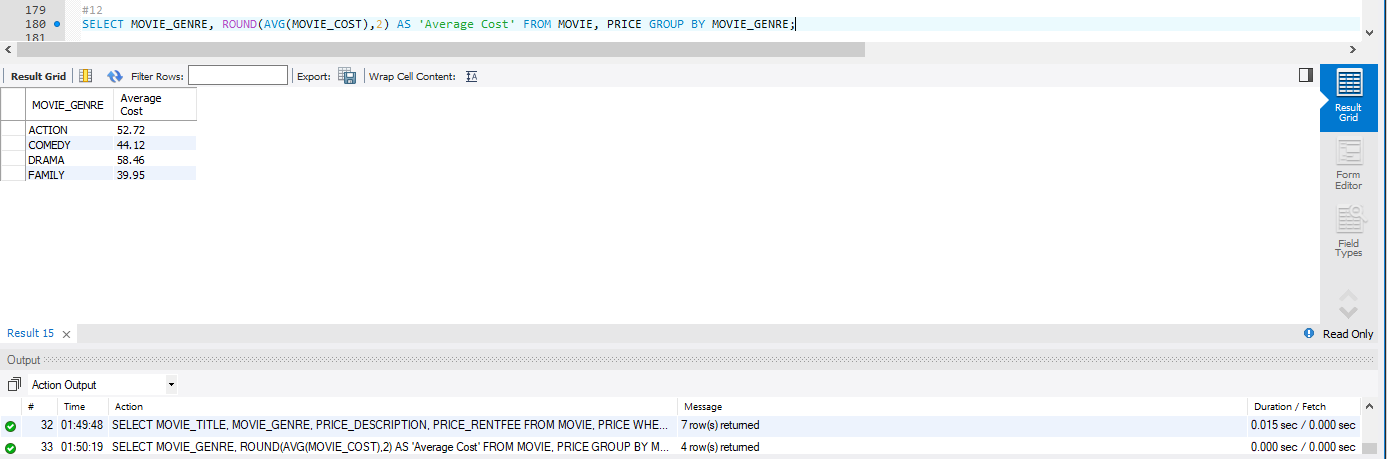 179 #12
180 SELECT MOVIE_GENRE, ROUND(AVG(MOVIE_COST),2) AS 'Average Cost' FROM MOVIE, PRICE GROUP BY MOVIE_GENRE;
181
Result Grid Filter Rows: Export: Wrap Cell Content: IA
MOVIE_GENRE Average Cost
ACTION 52.72
COMEDY 44.12
DRAMA 58.46
FAMILY 39.95
Result Grid
Form Editor
Field Types
Result 15 Read Only
Output
Action Output
# Time Action Message Duration / Fetch
32 01:49:48 SELECT MOVIE_TITLE, MOVIE_GENRE, PRICE_DESCRIPTION, PRICE_RENTFEE FROM MOVIE, PRICE WHE... 7 row(s) returned 0.015 sec / 0.000 sec
33 01:50:19 SELECT MOVIE_GENRE, ROUND(AVG(MOVIE_COST),2) AS 'Average Cost' FROM MOVIE, PRICE GROUP BY M... 4 row(s) returned 0.000 sec / 0.000 sec